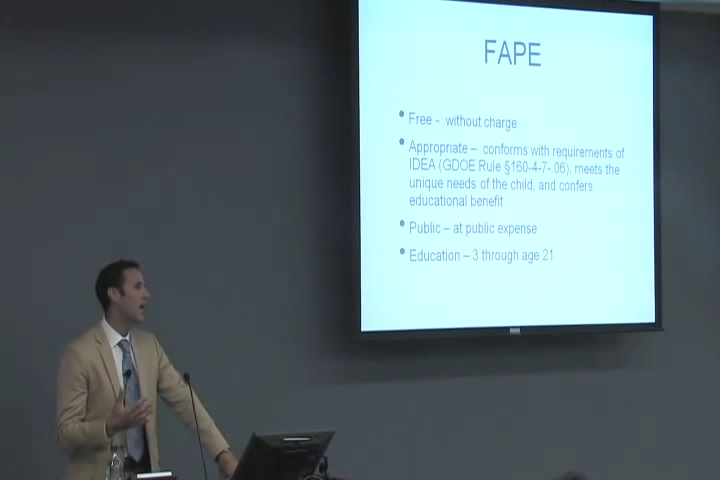 FAPE
• Free - without charge
• Appropriate – conforms with requirements of
IDEA (GDOE Rule §160-4-7-.06), meets the
unique needs of the child, and confers
educational benefit
• Public – at public expense
• Education – 3 through age 21